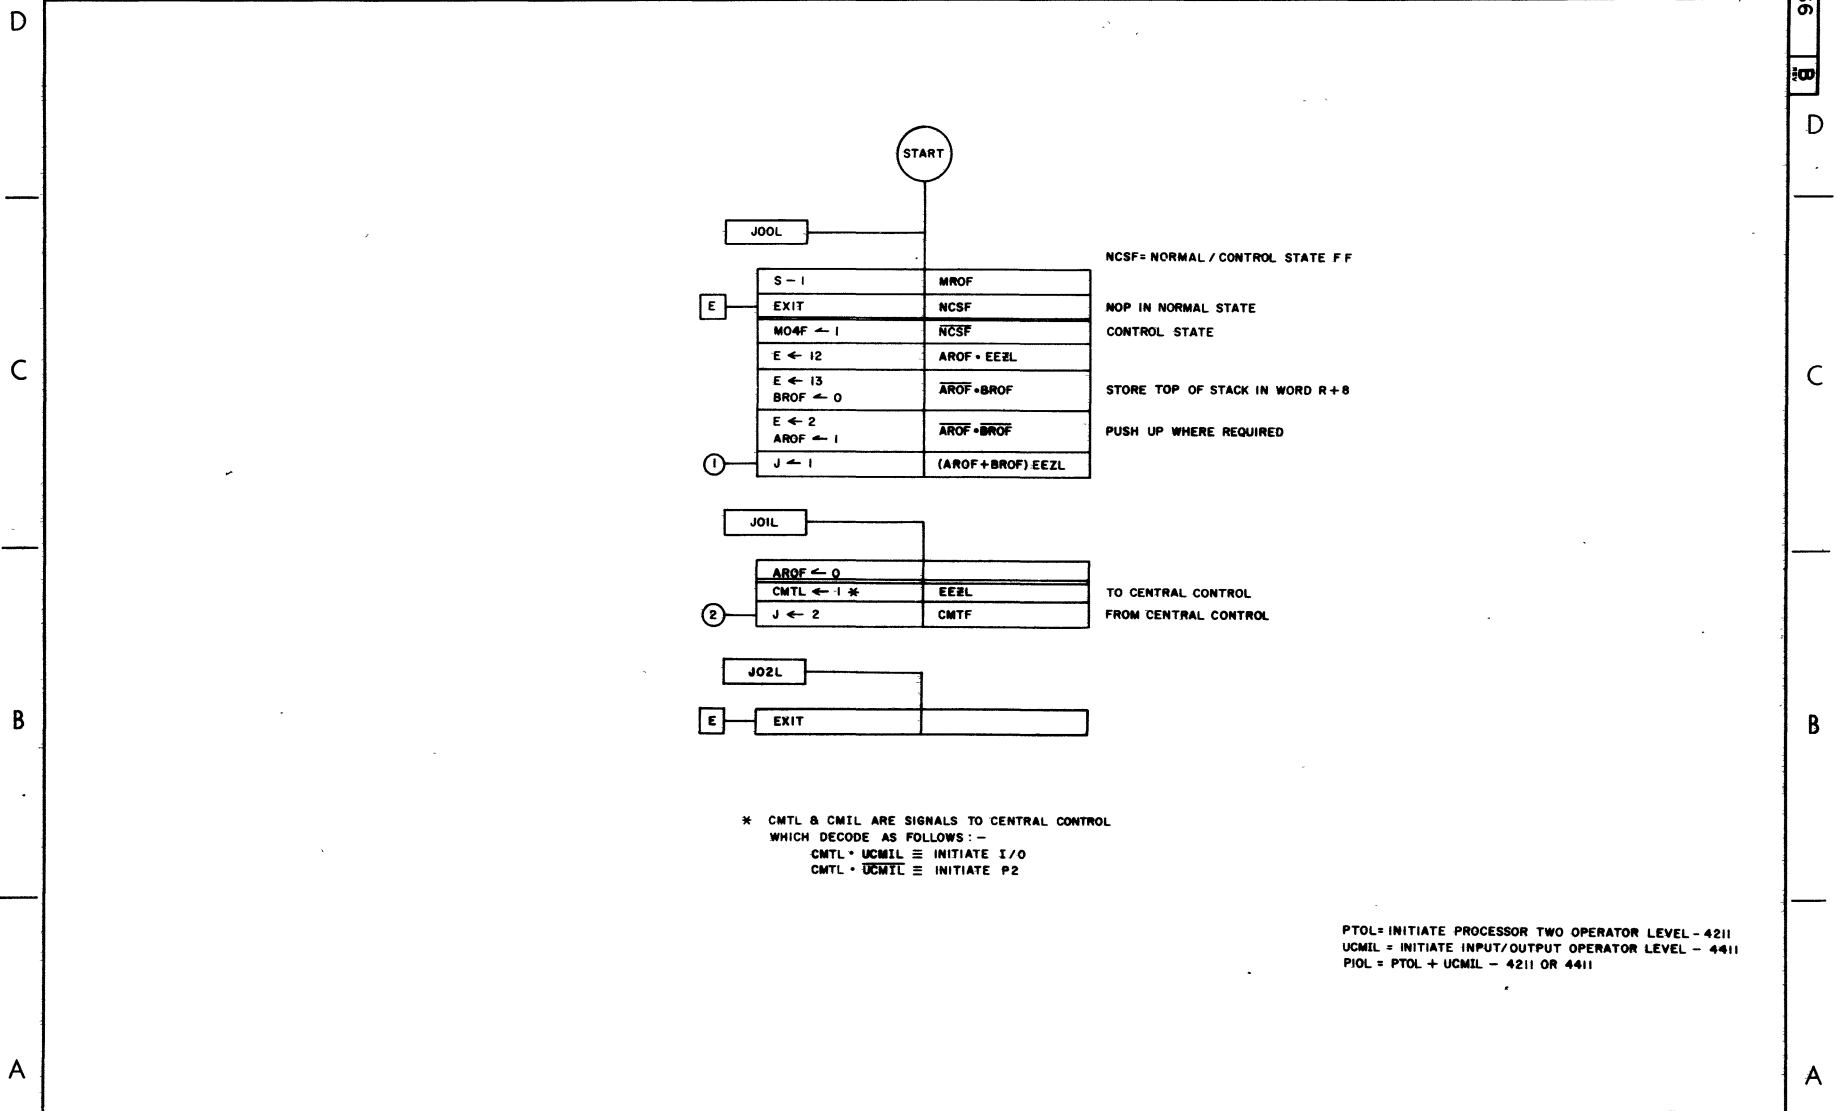 D
66
B
REV
D
START
J00L
NCSF= NORMAL / CONTROL STATE F F
S – 1 MROF
E EXIT NCSF NOP IN NORMAL STATE
M04F ← 1 N̅C̅S̅F̅ CONTROL STATE
E ← 12 AROF • EEZL
C
C
E ← 13
BROF ← 0
A̅R̅O̅F̅ • BROF STORE TOP OF STACK IN WORD R+8
E ← 2
AROF ← 1
A̅R̅O̅F̅ • B̅R̅O̅F̅ PUSH UP WHERE REQUIRED
1 J ← 1 (AROF+BROF) EEZL
J01L
AROF ← 0
CMTL ← 1 * EEZL TO CENTRAL CONTROL
2 J ← 2 CMTF FROM CENTRAL CONTROL
J02L
B
B
E EXIT
* CMTL & CMIL ARE SIGNALS TO CENTRAL CONTROL
WHICH DECODE AS FOLLOWS : –
CMTL • UCMIL ≡ INITIATE I/O
CMTL • U̅C̅M̅I̅L̅ ≡ INITIATE P2
PTOL= INITIATE PROCESSOR TWO OPERATOR LEVEL – 4211
UCMIL = INITIATE INPUT/OUTPUT OPERATOR LEVEL – 4411
PIOL = PTOL + UCMIL – 4211 OR 4411
A
A